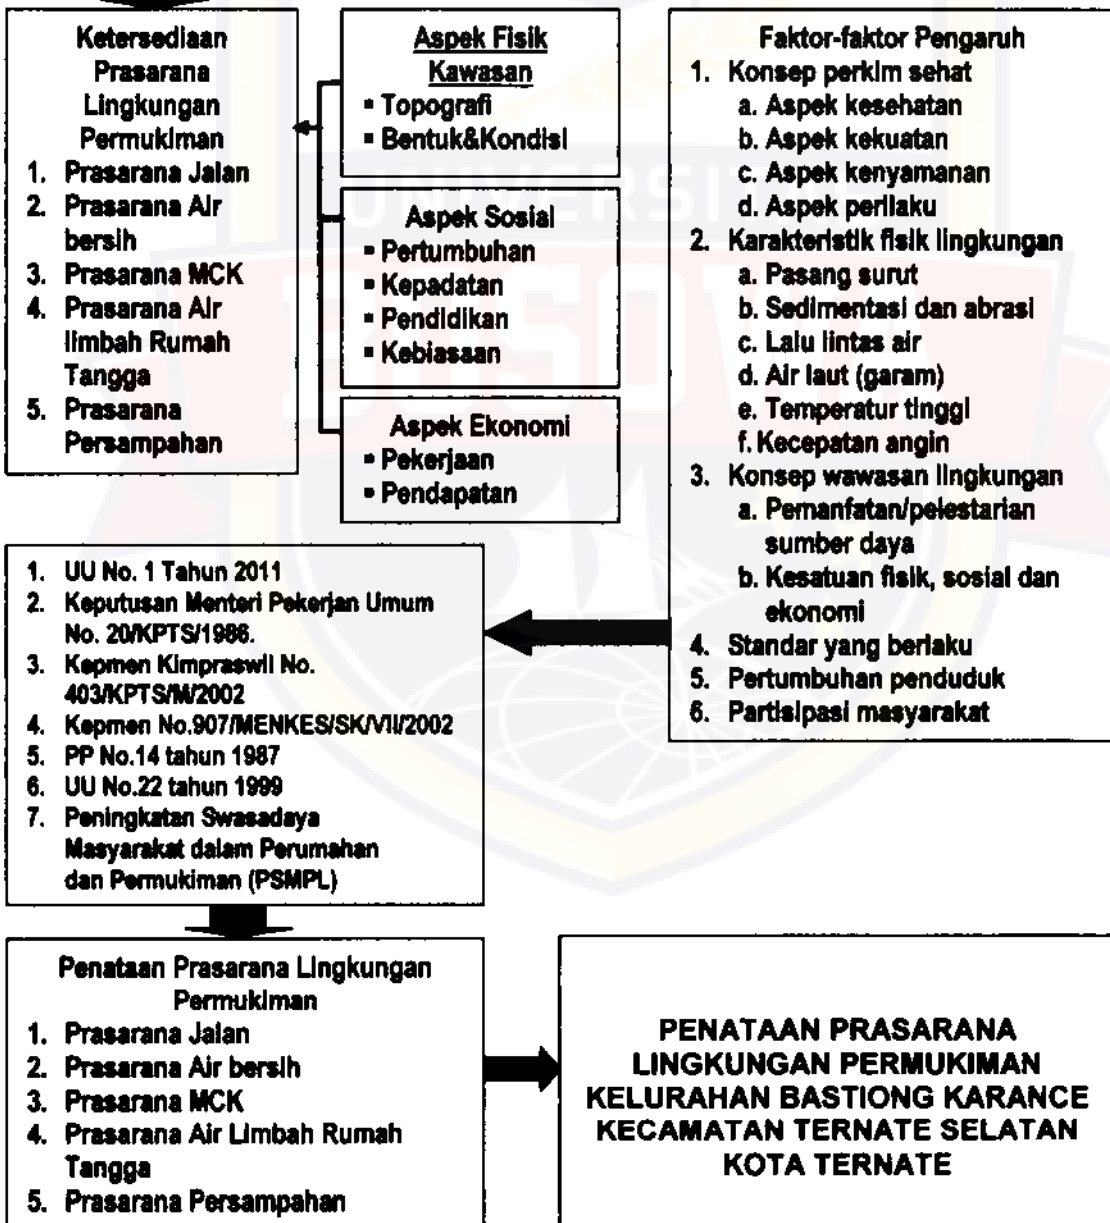 Ketersediaan
Prasarana
Lingkungan
Permukiman
1. Prasarana Jalan
2. Prasarana Air
bersih
3. Prasarana MCK
4. Prasarana Air
limbah Rumah
Tangga
5. Prasarana
Persampahan
Aspek Fisik
Kawasan
▪ Topografi
▪ Bentuk&Kondisi
Aspek Sosial
▪ Pertumbuhan
▪ Kepadatan
▪ Pendidikan
▪ Kebiasaan
Aspek Ekonomi
▪ Pekerjaan
▪ Pendapatan
Faktor-faktor Pengaruh
1. Konsep perkim sehat
a. Aspek kesehatan
b. Aspek kekuatan
c. Aspek kenyamanan
d. Aspek perilaku
2. Karakteristik fisik lingkungan
a. Pasang surut
b. Sedimentasi dan abrasi
c. Lalu lintas air
d. Air laut (garam)
e. Temperatur tinggi
f. Kecepatan angin
3. Konsep wawasan lingkungan
a. Pemanfatan/pelestarian
sumber daya
b. Kesatuan fisik, sosial dan
ekonomi
4. Standar yang berlaku
5. Pertumbuhan penduduk
6. Partisipasi masyarakat
1. UU No. 1 Tahun 2011
2. Keputusan Menteri Pekerjan Umum
No. 20/KPTS/1986.
3. Kepmen Kimpraswil No.
403/KPTS/M/2002
4. Kepmen No.907/MENKES/SK/VII/2002
5. PP No.14 tahun 1987
6. UU No.22 tahun 1999
7. Peningkatan Swasadaya
Masyarakat dalam Perumahan
dan Permukiman (PSMPL)
Penataan Prasarana Lingkungan
Permukiman
1. Prasarana Jalan
2. Prasarana Air bersih
3. Prasarana MCK
4. Prasarana Air Limbah Rumah
Tangga
5. Prasarana Persampahan
PENATAAN PRASARANA
LINGKUNGAN PERMUKIMAN
KELURAHAN BASTIONG KARANCE
KECAMATAN TERNATE SELATAN
KOTA TERNATE
UNIVERSITAS
BOSOWA